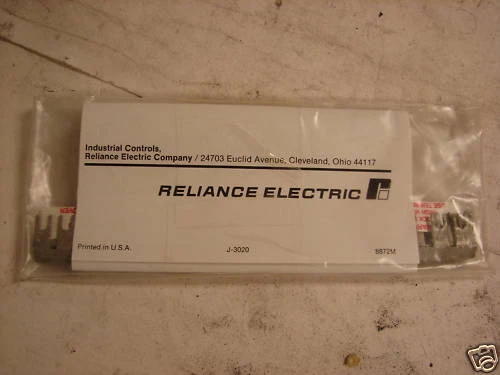 Industrial Controls,
Reliance Electric Company / 24703 Euclid Avenue, Cleveland, Ohio 44117
RELIANCE ELECTRIC
Printed in U.S.A.
J-3020
8872M